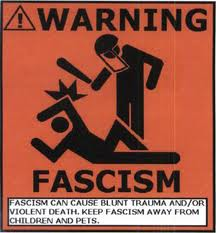 WARNING
FASCISM
FASCISM CAN CAUSE BLUNT TRAUMA AND/OR
VIOLENT DEATH. KEEP FASCISM AWAY FROM
CHILDREN AND PETS.